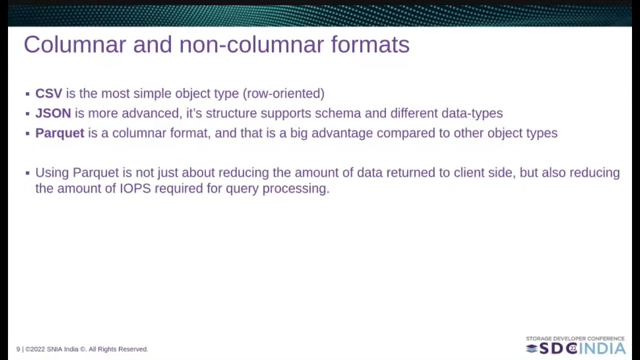 Columnar and non-columnar formats
▪ CSV is the most simple object type (row-oriented)
▪ JSON is more advanced, it's structure supports schema and different data-types
▪ Parquet is a columnar format, and that is a big advantage compared to other object types
▪ Using Parquet is not just about reducing the amount of data returned to client side, but also reducing
the amount of IOPS required for query processing.
9 | ©2022 SNIA India ©. All Rights Reserved.
STORAGE DEVELOPER CONFERENCE
SDC INDIA